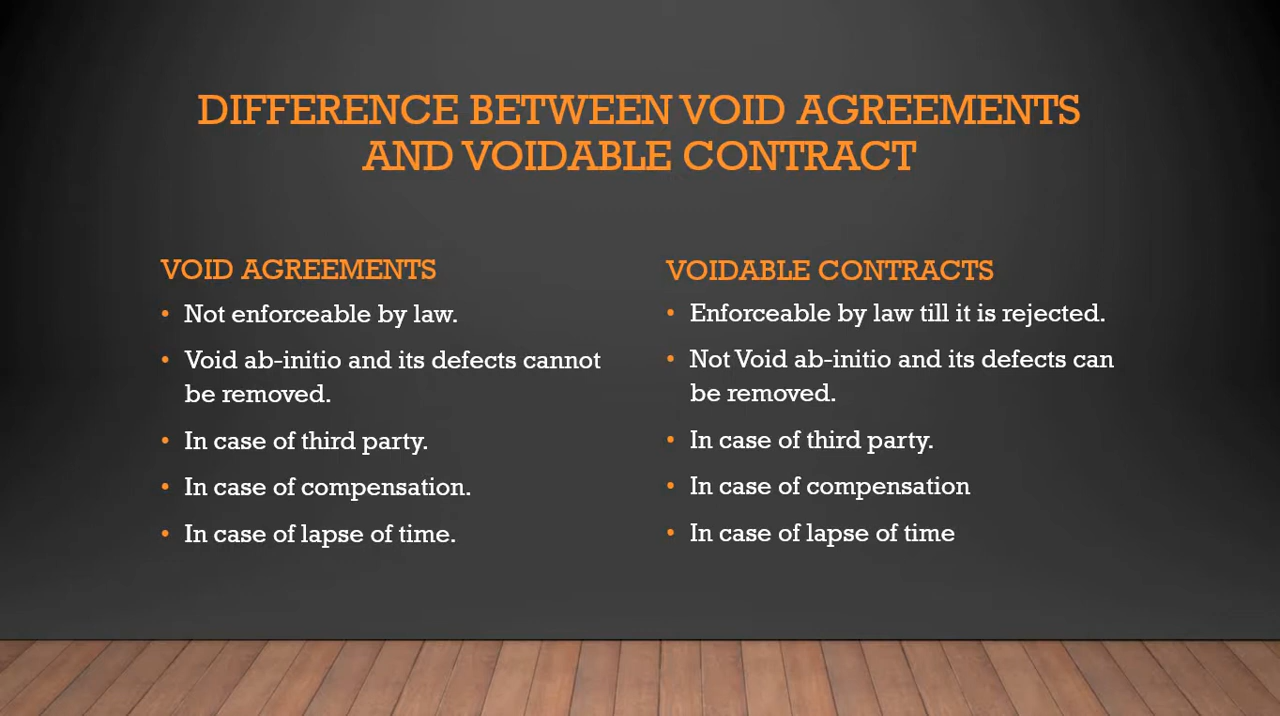 DIFFERENCE BETWEEN VOID AGREEMENTS
AND VOIDABLE CONTRACT
VOID AGREEMENTS
• Not enforceable by law.
• Void ab-initio and its defects cannot
be removed.
• In case of third party.
• In case of compensation.
• In case of lapse of time.
VOIDABLE CONTRACTS
• Enforceable by law till it is rejected.
• Not Void ab-initio and its defects can
be removed.
• In case of third party.
• In case of compensation
• In case of lapse of time